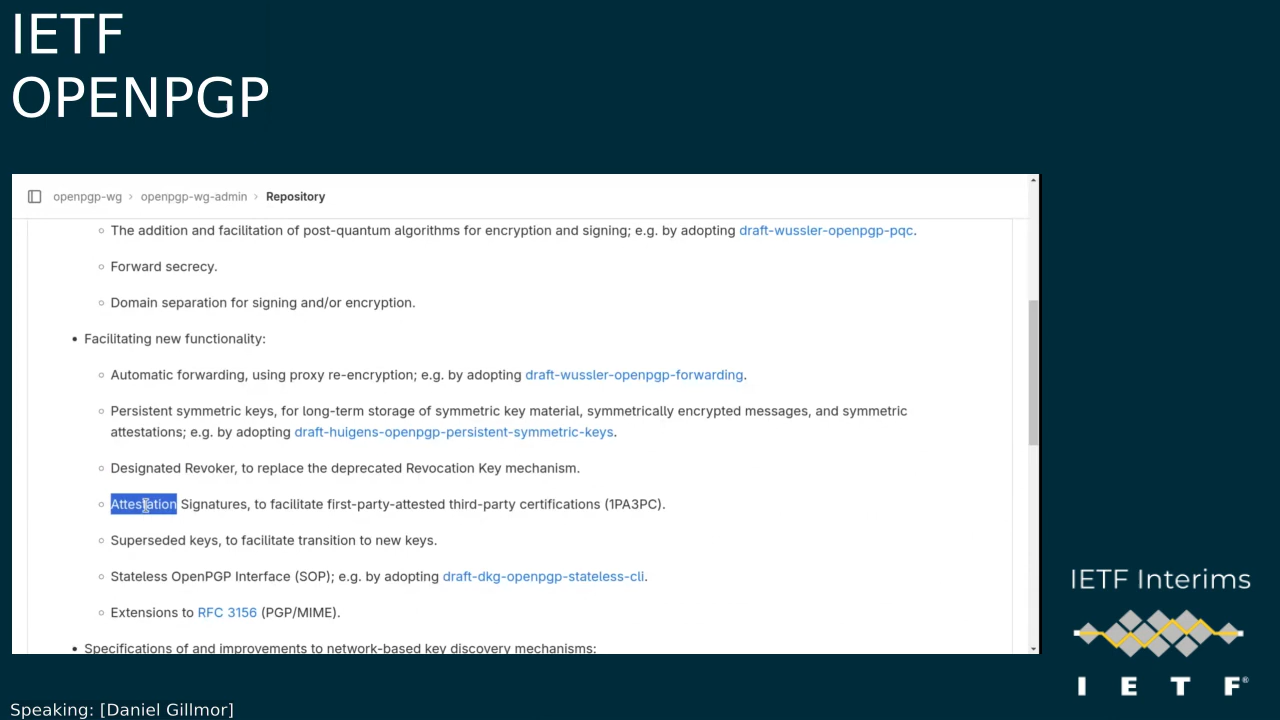 IETF
OPENPGP
openpgp-wg › openpgp-wg-admin › Repository
The addition and facilitation of post-quantum algorithms for encryption and signing; e.g. by adopting draft-wussler-openpgp-pqc.
Forward secrecy.
Domain separation for signing and/or encryption.
Facilitating new functionality:
Automatic forwarding, using proxy re-encryption; e.g. by adopting draft-wussler-openpgp-forwarding.
Persistent symmetric keys, for long-term storage of symmetric key material, symmetrically encrypted messages, and symmetric
attestations; e.g. by adopting draft-huigens-openpgp-persistent-symmetric-keys.
Designated Revoker, to replace the deprecated Revocation Key mechanism.
Attestation Signatures, to facilitate first-party-attested third-party certifications (1PA3PC).
Superseded keys, to facilitate transition to new keys.
Stateless OpenPGP Interface (SOP); e.g. by adopting draft-dkg-openpgp-stateless-cli.
Extensions to RFC 3156 (PGP/MIME).
Specifications of and improvements to network-based key discovery mechanisms:
IETF Interims
I E T F®
Speaking: [Daniel Gillmor]